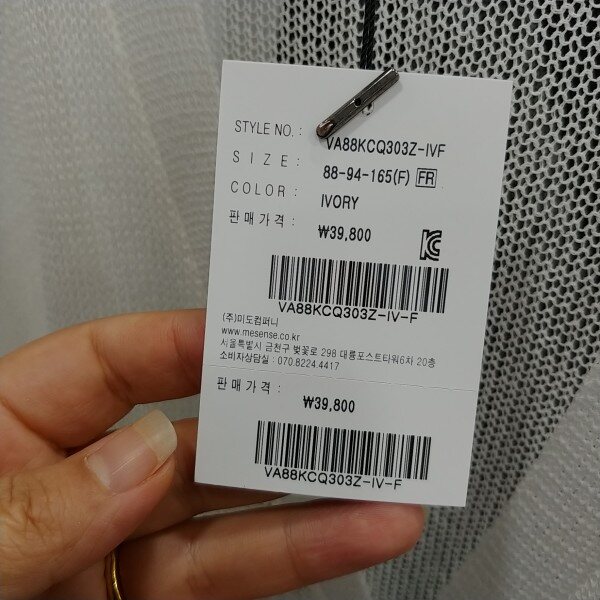 STYLE NO. : VA88KCQ303Z-IVF
SIZE : 88-94-165(F) FR
COLOR : IVORY
판매가격 : ₩39,800
VA88KCQ303Z-IV-F
(주)미도컴퍼니
www.mesense.co.kr
서울특별시 금천구 벚꽃로 298 대륭포스트타워6차 20층
소비자상담실 : 070.8224.4417
판매가격 : ₩39,800
VA88KCQ303Z-IV-F